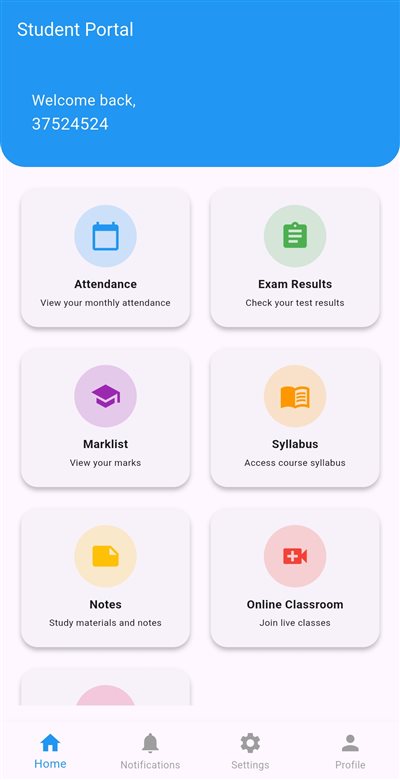 Student Portal
Welcome back,
37524524
Attendance
View your monthly attendance
Exam Results
Check your test results
Marklist
View your marks
Syllabus
Access course syllabus
Notes
Study materials and notes
Online Classroom
Join live classes
Home
Notifications
Settings
Profile